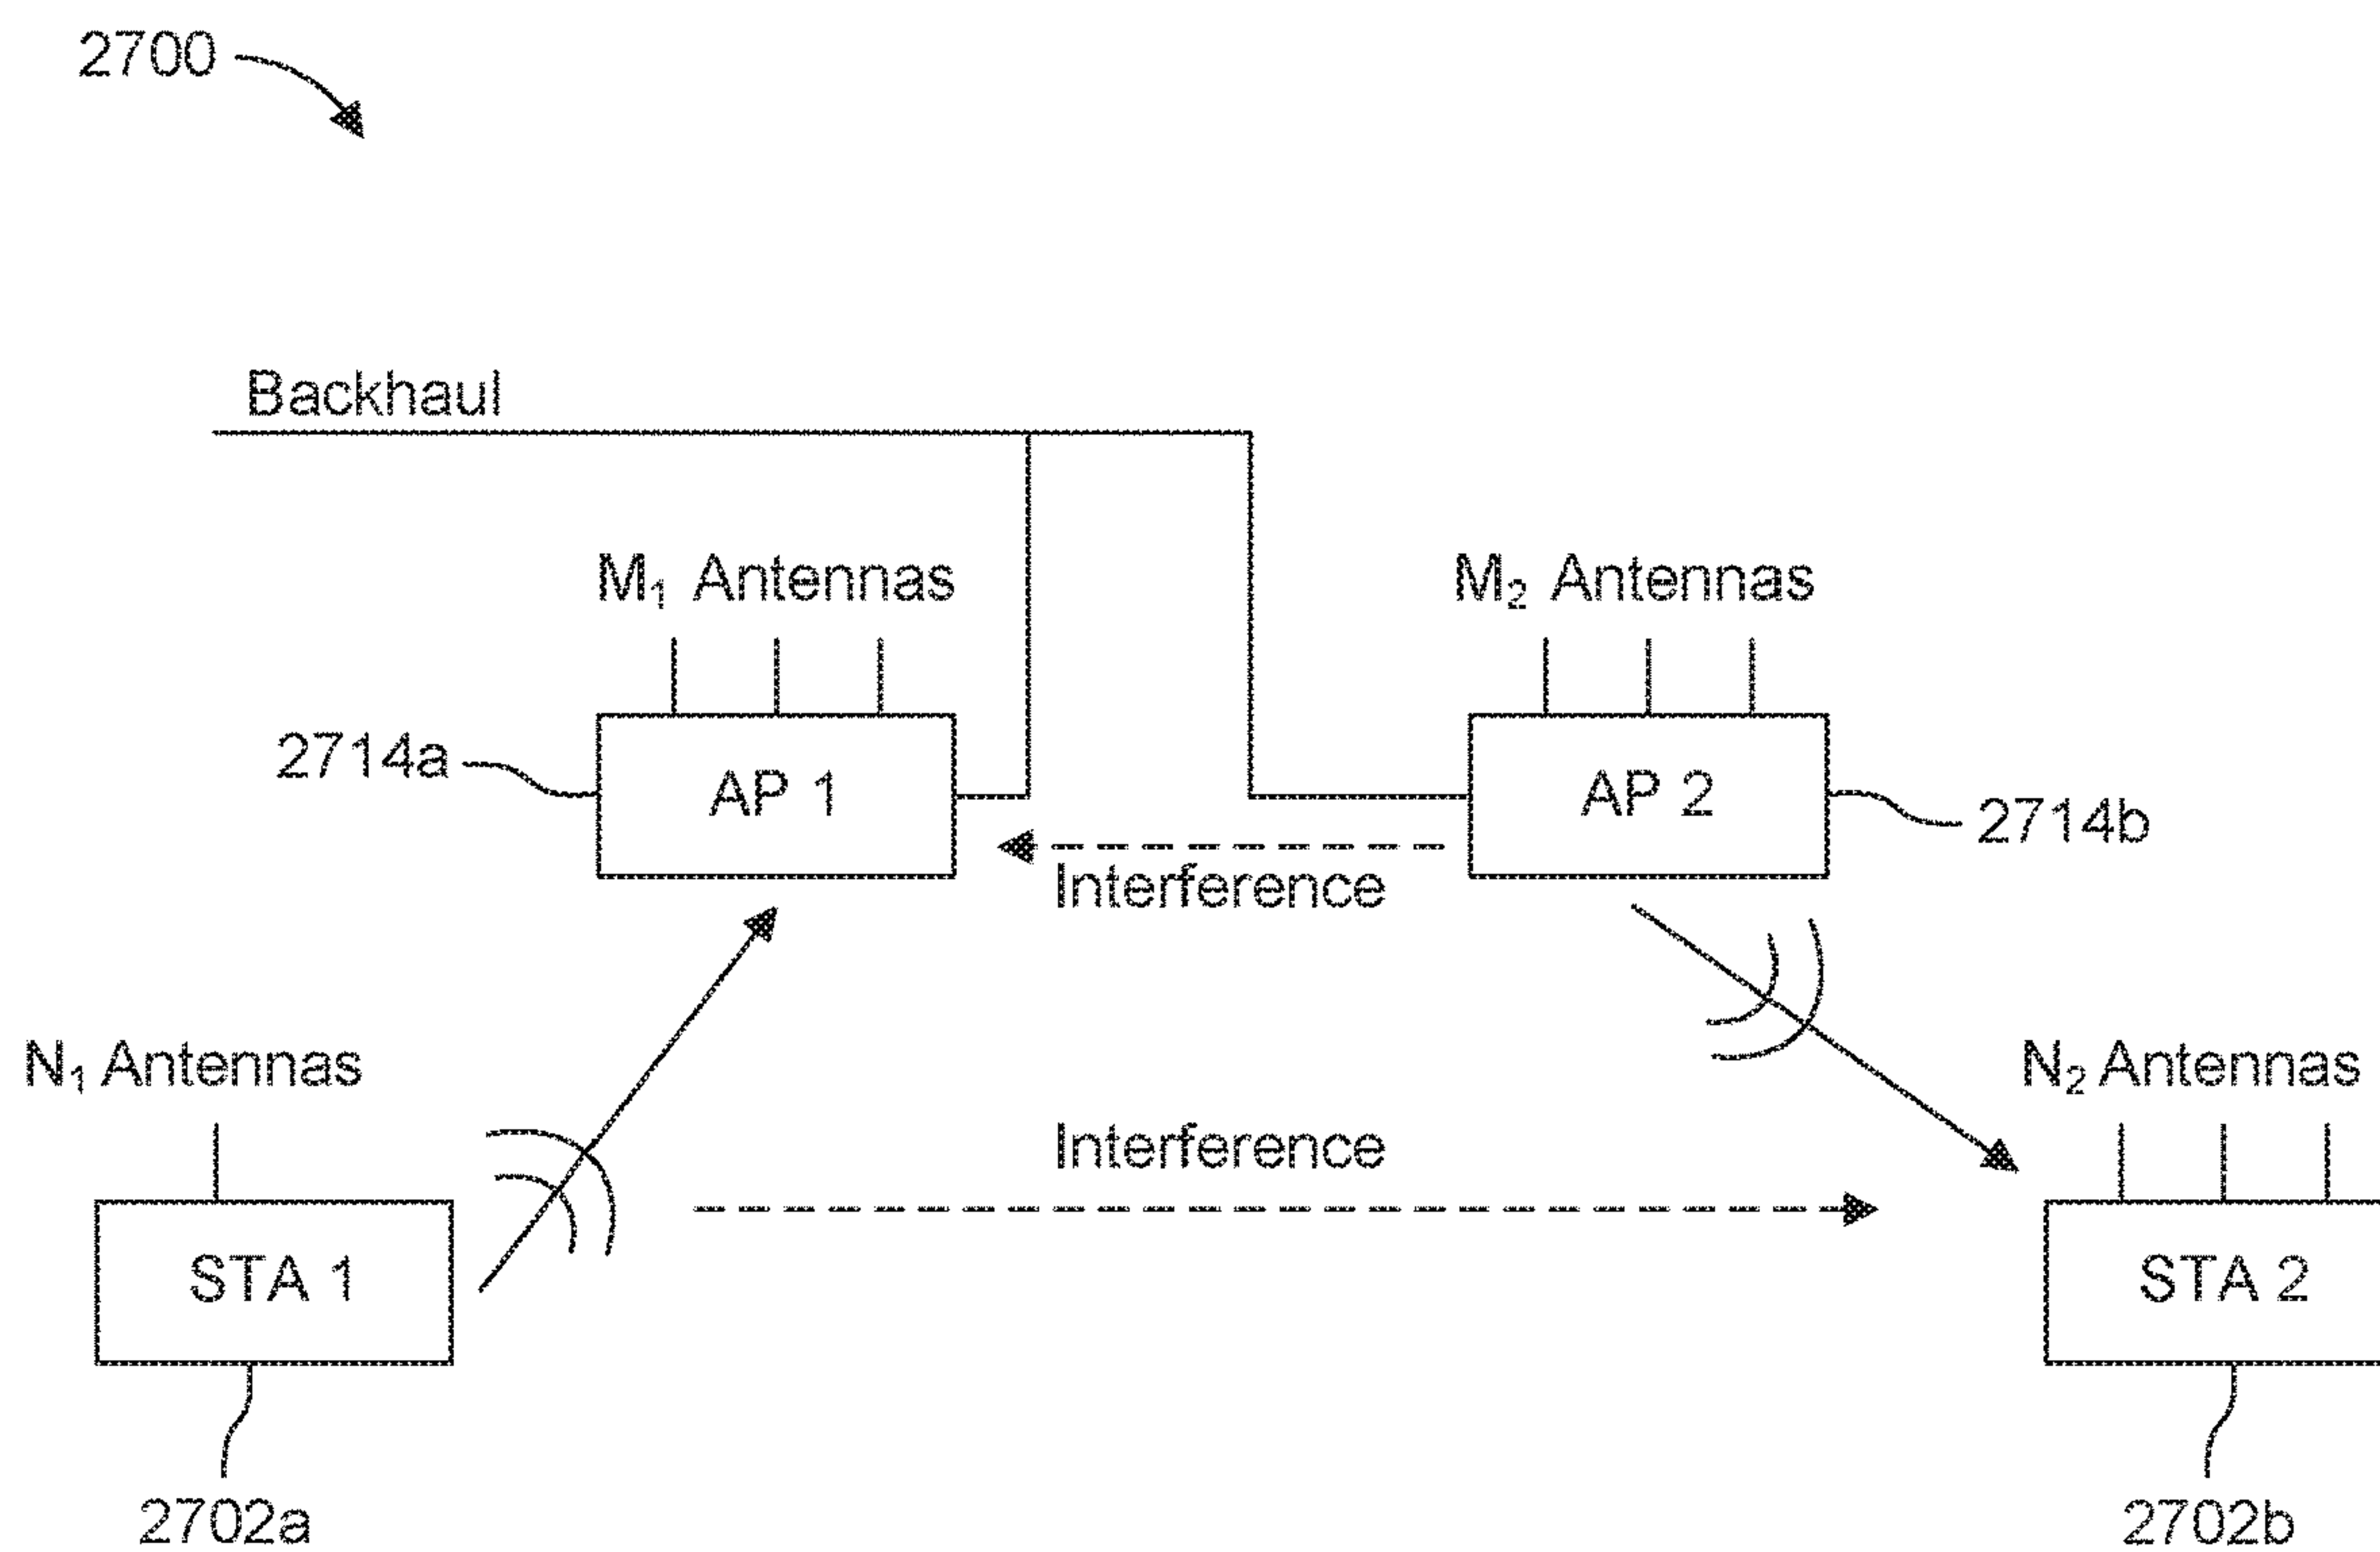 2700
Backhaul
M₁ Antennas
M₂ Antennas
2714a
AP 1
AP 2
2714b
Interference
N₁ Antennas
N₂ Antennas
Interference
STA 1
STA 2
2702a
2702b